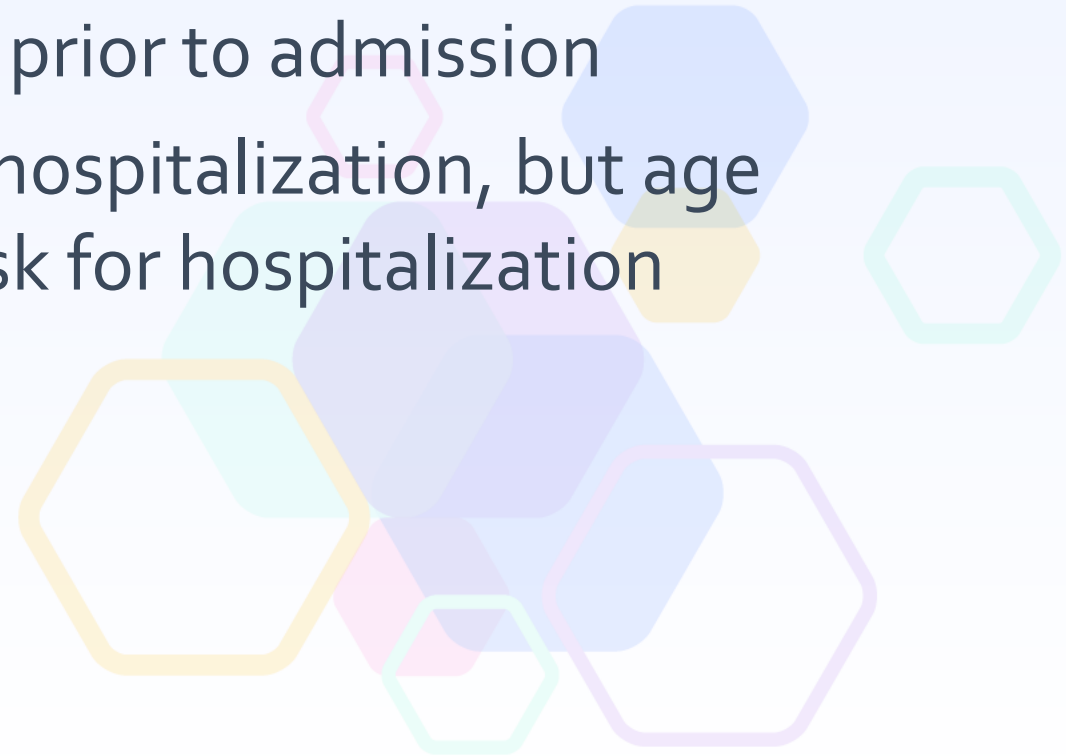 prior to admission
hospitalization, but age
sk for hospitalization